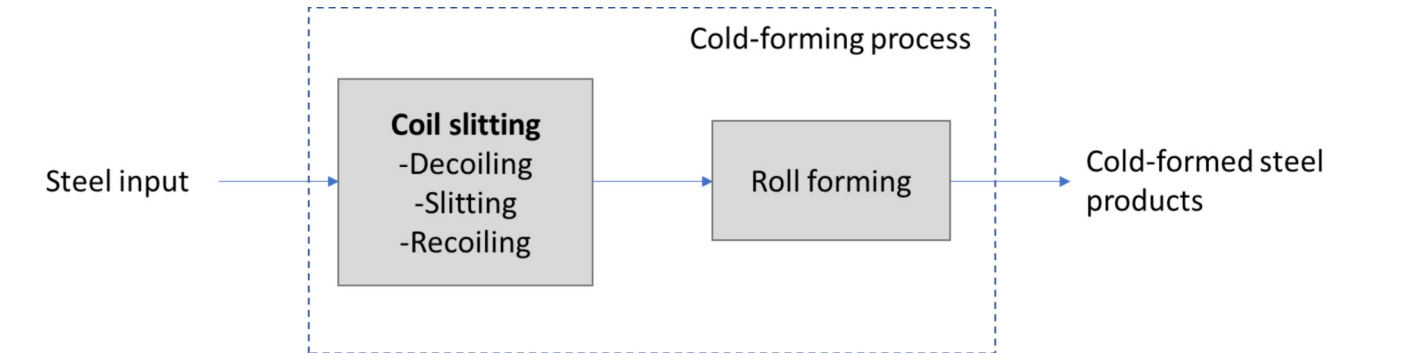 Cold-forming process
Steel input
Coil slitting
-Decoiling
-Slitting
-Recoiling
Roll forming
Cold-formed steel
products